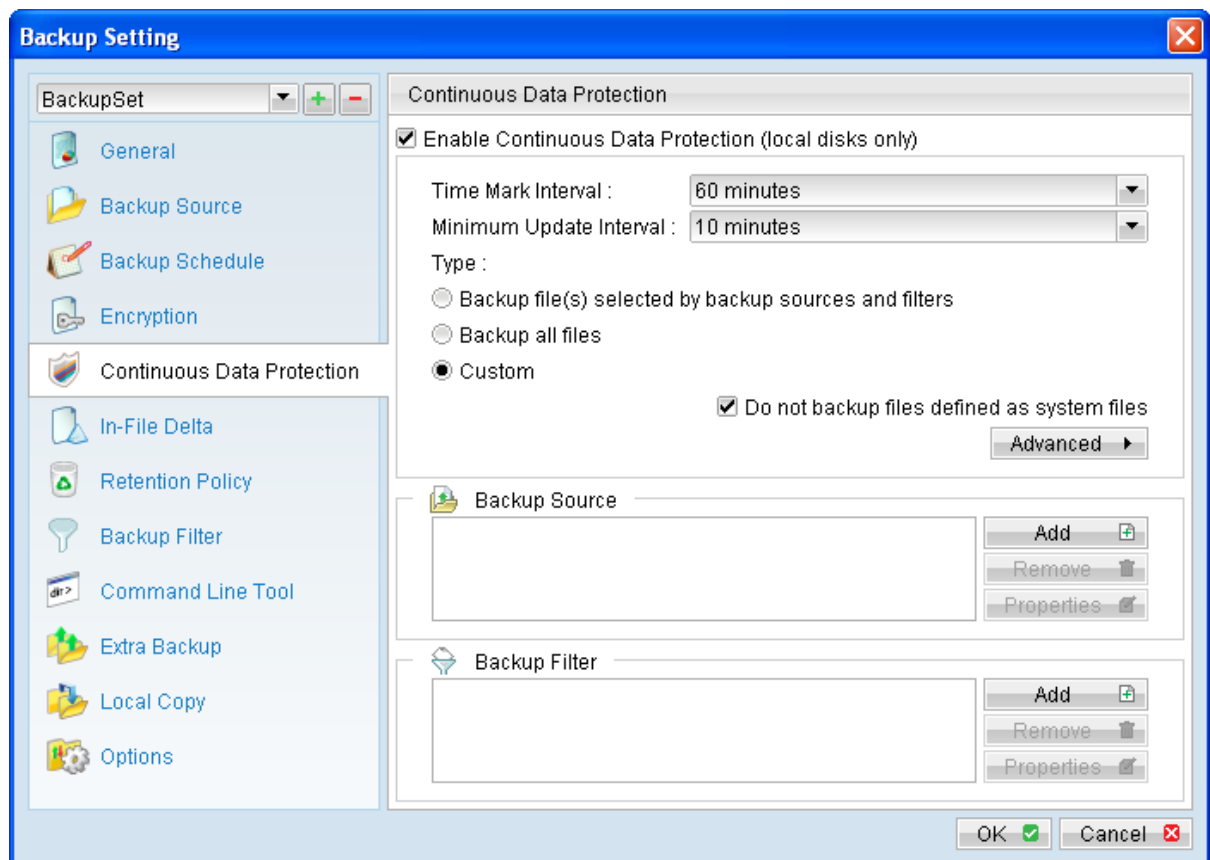 Backup Setting
BackupSet
General
Backup Source
Backup Schedule
Encryption
Continuous Data Protection
In-File Delta
Retention Policy
Backup Filter
dir>
Command Line Tool
Extra Backup
Local Copy
Options
Continuous Data Protection
Enable Continuous Data Protection (local disks only)
Time Mark Interval : 60 minutes
Minimum Update Interval : 10 minutes
Type :
Backup file(s) selected by backup sources and filters
Backup all files
Custom
Do not backup files defined as system files
Advanced
Backup Source
Add
Remove
Properties
Backup Filter
Add
Remove
Properties
OK Cancel